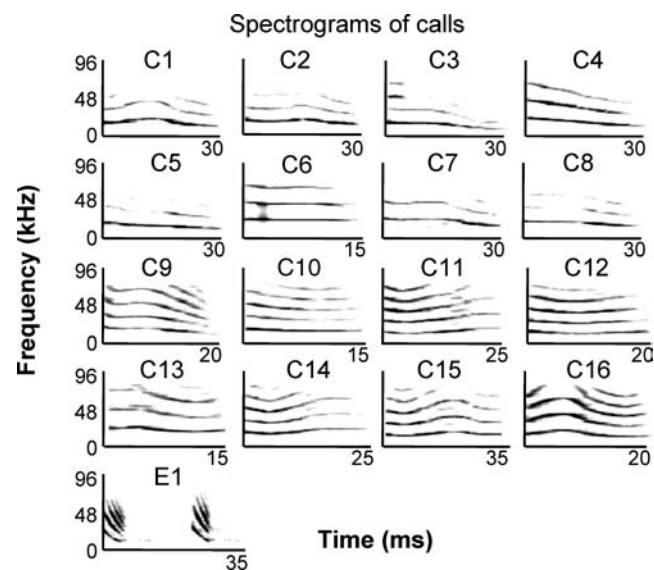 Spectrograms of calls
Frequency (kHz)
96 C1 C2 C3 C4
48
0
30 30 30 30
96 C5 C6 C7 C8
48
0
30 15 30 30
96 C9 C10 C11 C12
48
0
20 15 25 20
96 C13 C14 C15 C16
48
0
15 25 35 20
96 E1
48
0
35
Time (ms)